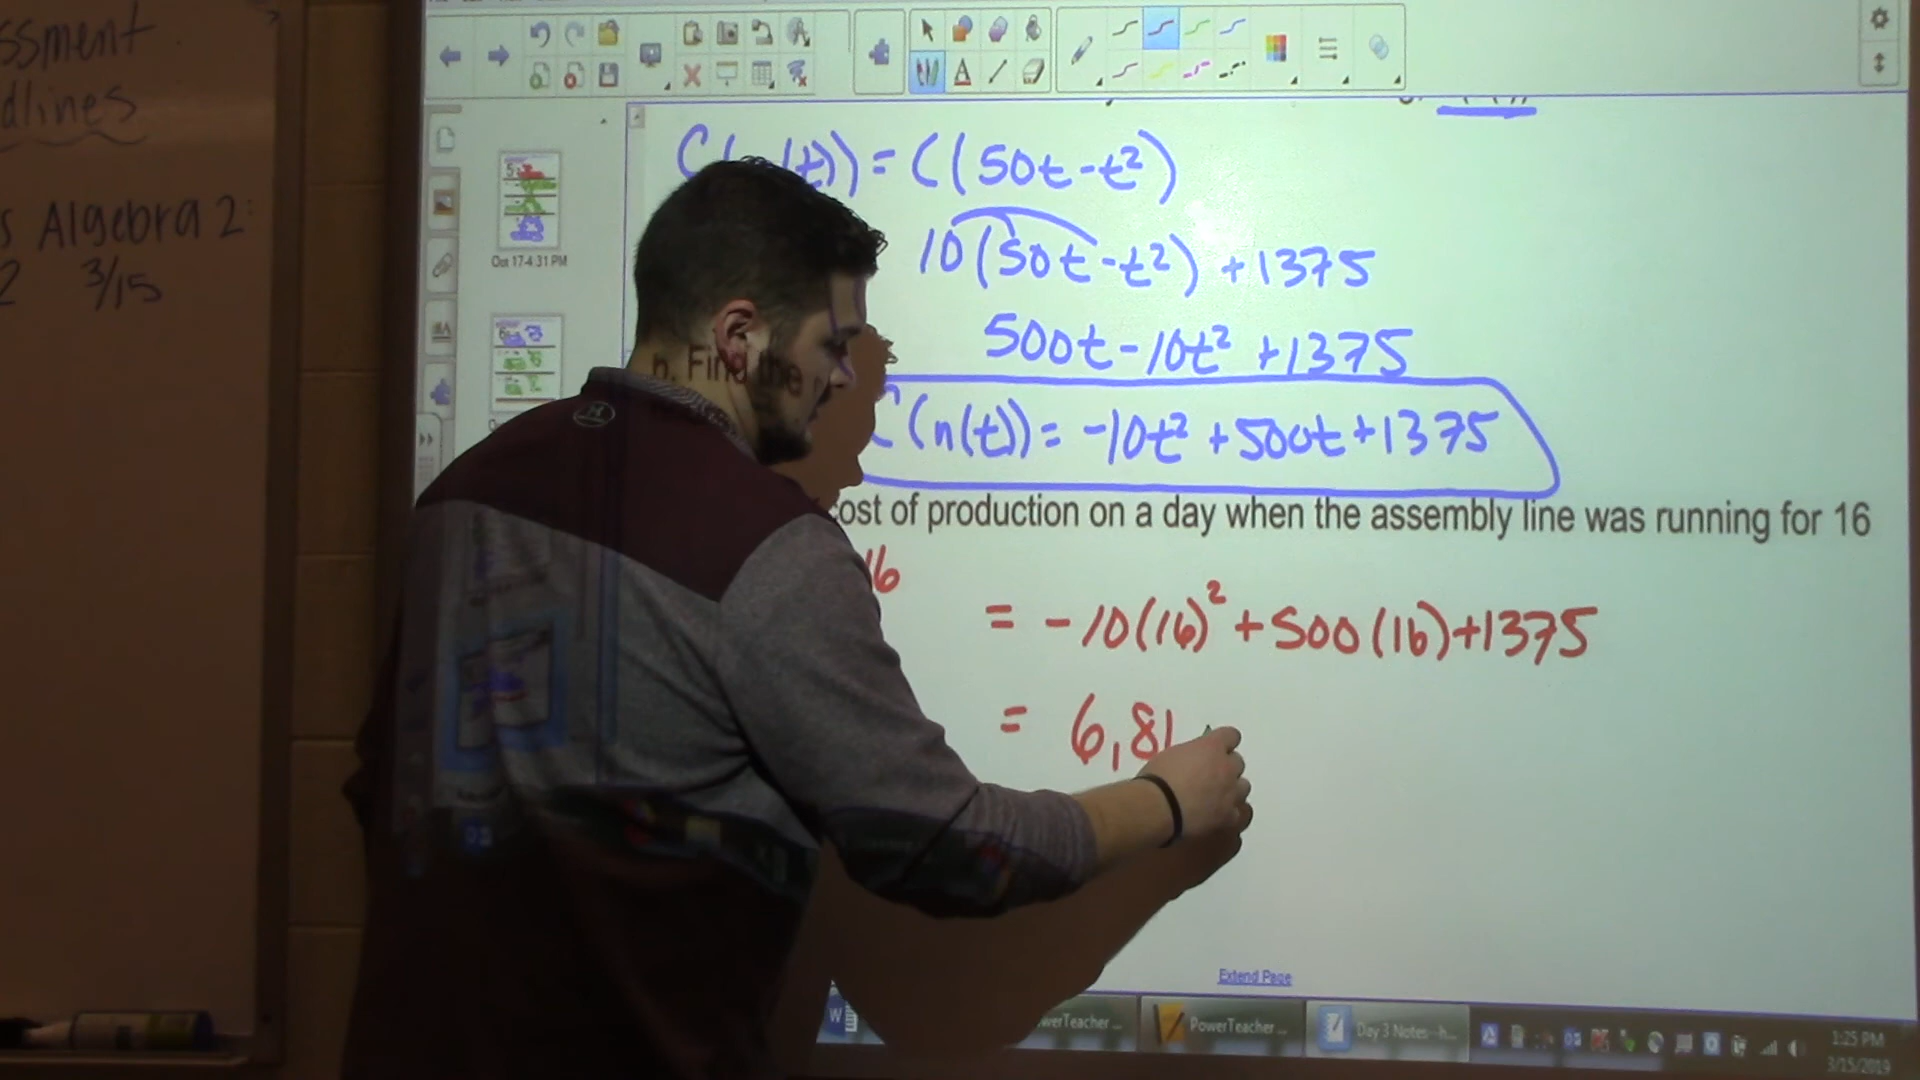 ssment
dlines
s Algebra 2:
2 3/15
Oct 17-4:31 PM
C(n(t)) = C(50t-t²)
10(50t-t²) +1375
500t-10t² +1375
C(n(t)) = -10t² +500t+1375
b. Find the
cost of production on a day when the assembly line was running for 16
16
= -10(16)² +500(16)+1375
= 6,81
Extend Page
PowerTeacher ...
PowerTeacher ...
Day 3 Notes--h...
1:25 PM
3/15/2019